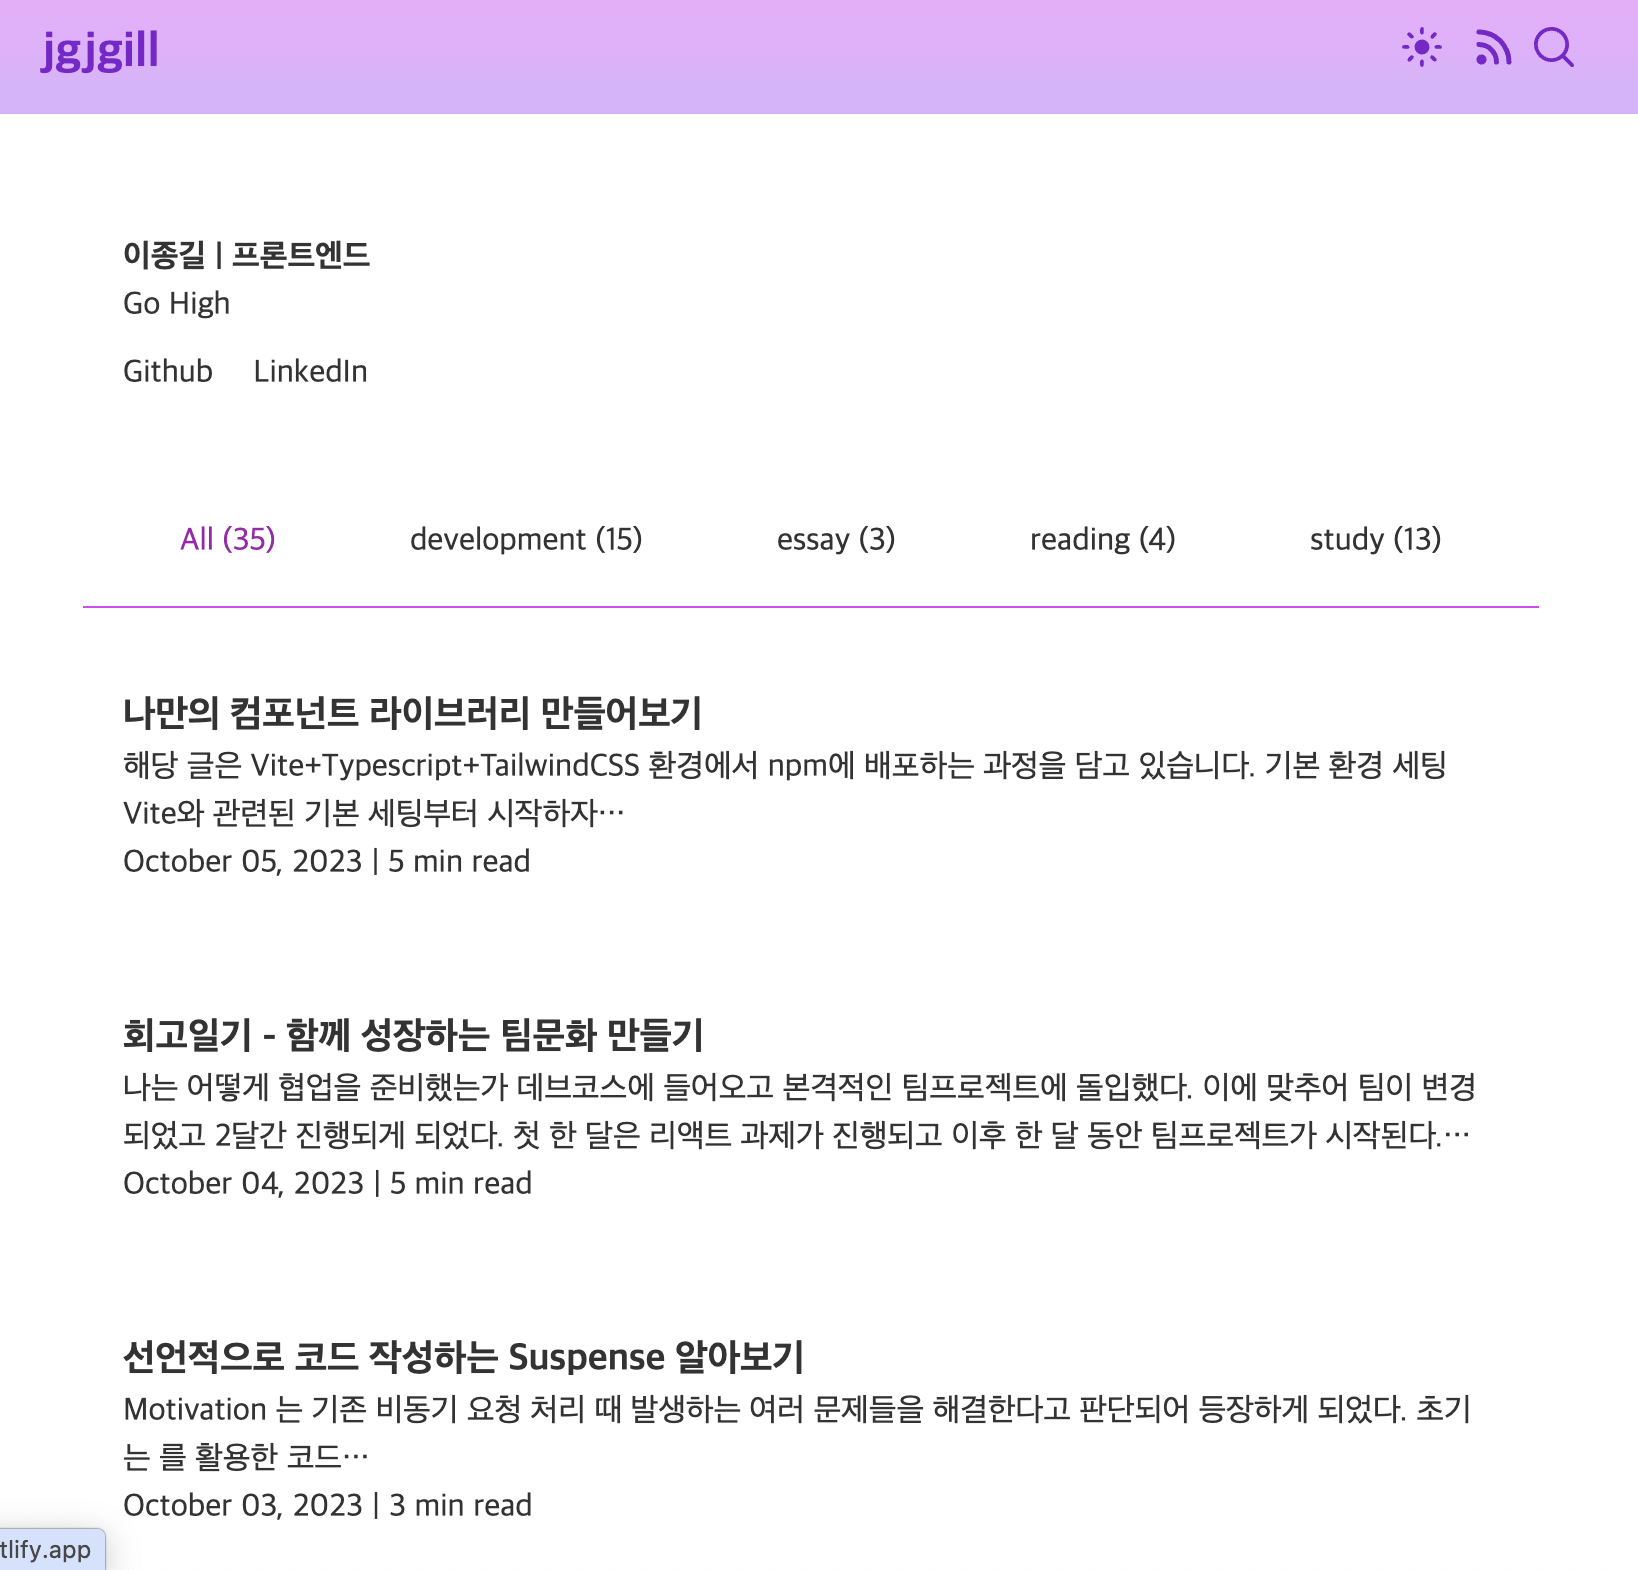 jgjgill
이종길 | 프론트엔드
Go High
Github LinkedIn
All (35) development (15) essay (3) reading (4) study (13)
나만의 컴포넌트 라이브러리 만들어보기
해당 글은 Vite+Typescript+TailwindCSS 환경에서 npm에 배포하는 과정을 담고 있습니다. 기본 환경 세팅
Vite와 관련된 기본 세팅부터 시작하자…
October 05, 2023 | 5 min read
회고일기 - 함께 성장하는 팀문화 만들기
나는 어떻게 협업을 준비했는가 데브코스에 들어오고 본격적인 팀프로젝트에 돌입했다. 이에 맞추어 팀이 변경
되었고 2달간 진행되게 되었다. 첫 한 달은 리액트 과제가 진행되고 이후 한 달 동안 팀프로젝트가 시작된다.…
October 04, 2023 | 5 min read
선언적으로 코드 작성하는 Suspense 알아보기
Motivation 는 기존 비동기 요청 처리 때 발생하는 여러 문제들을 해결한다고 판단되어 등장하게 되었다. 초기
는 를 활용한 코드…
October 03, 2023 | 3 min read
tlify.app